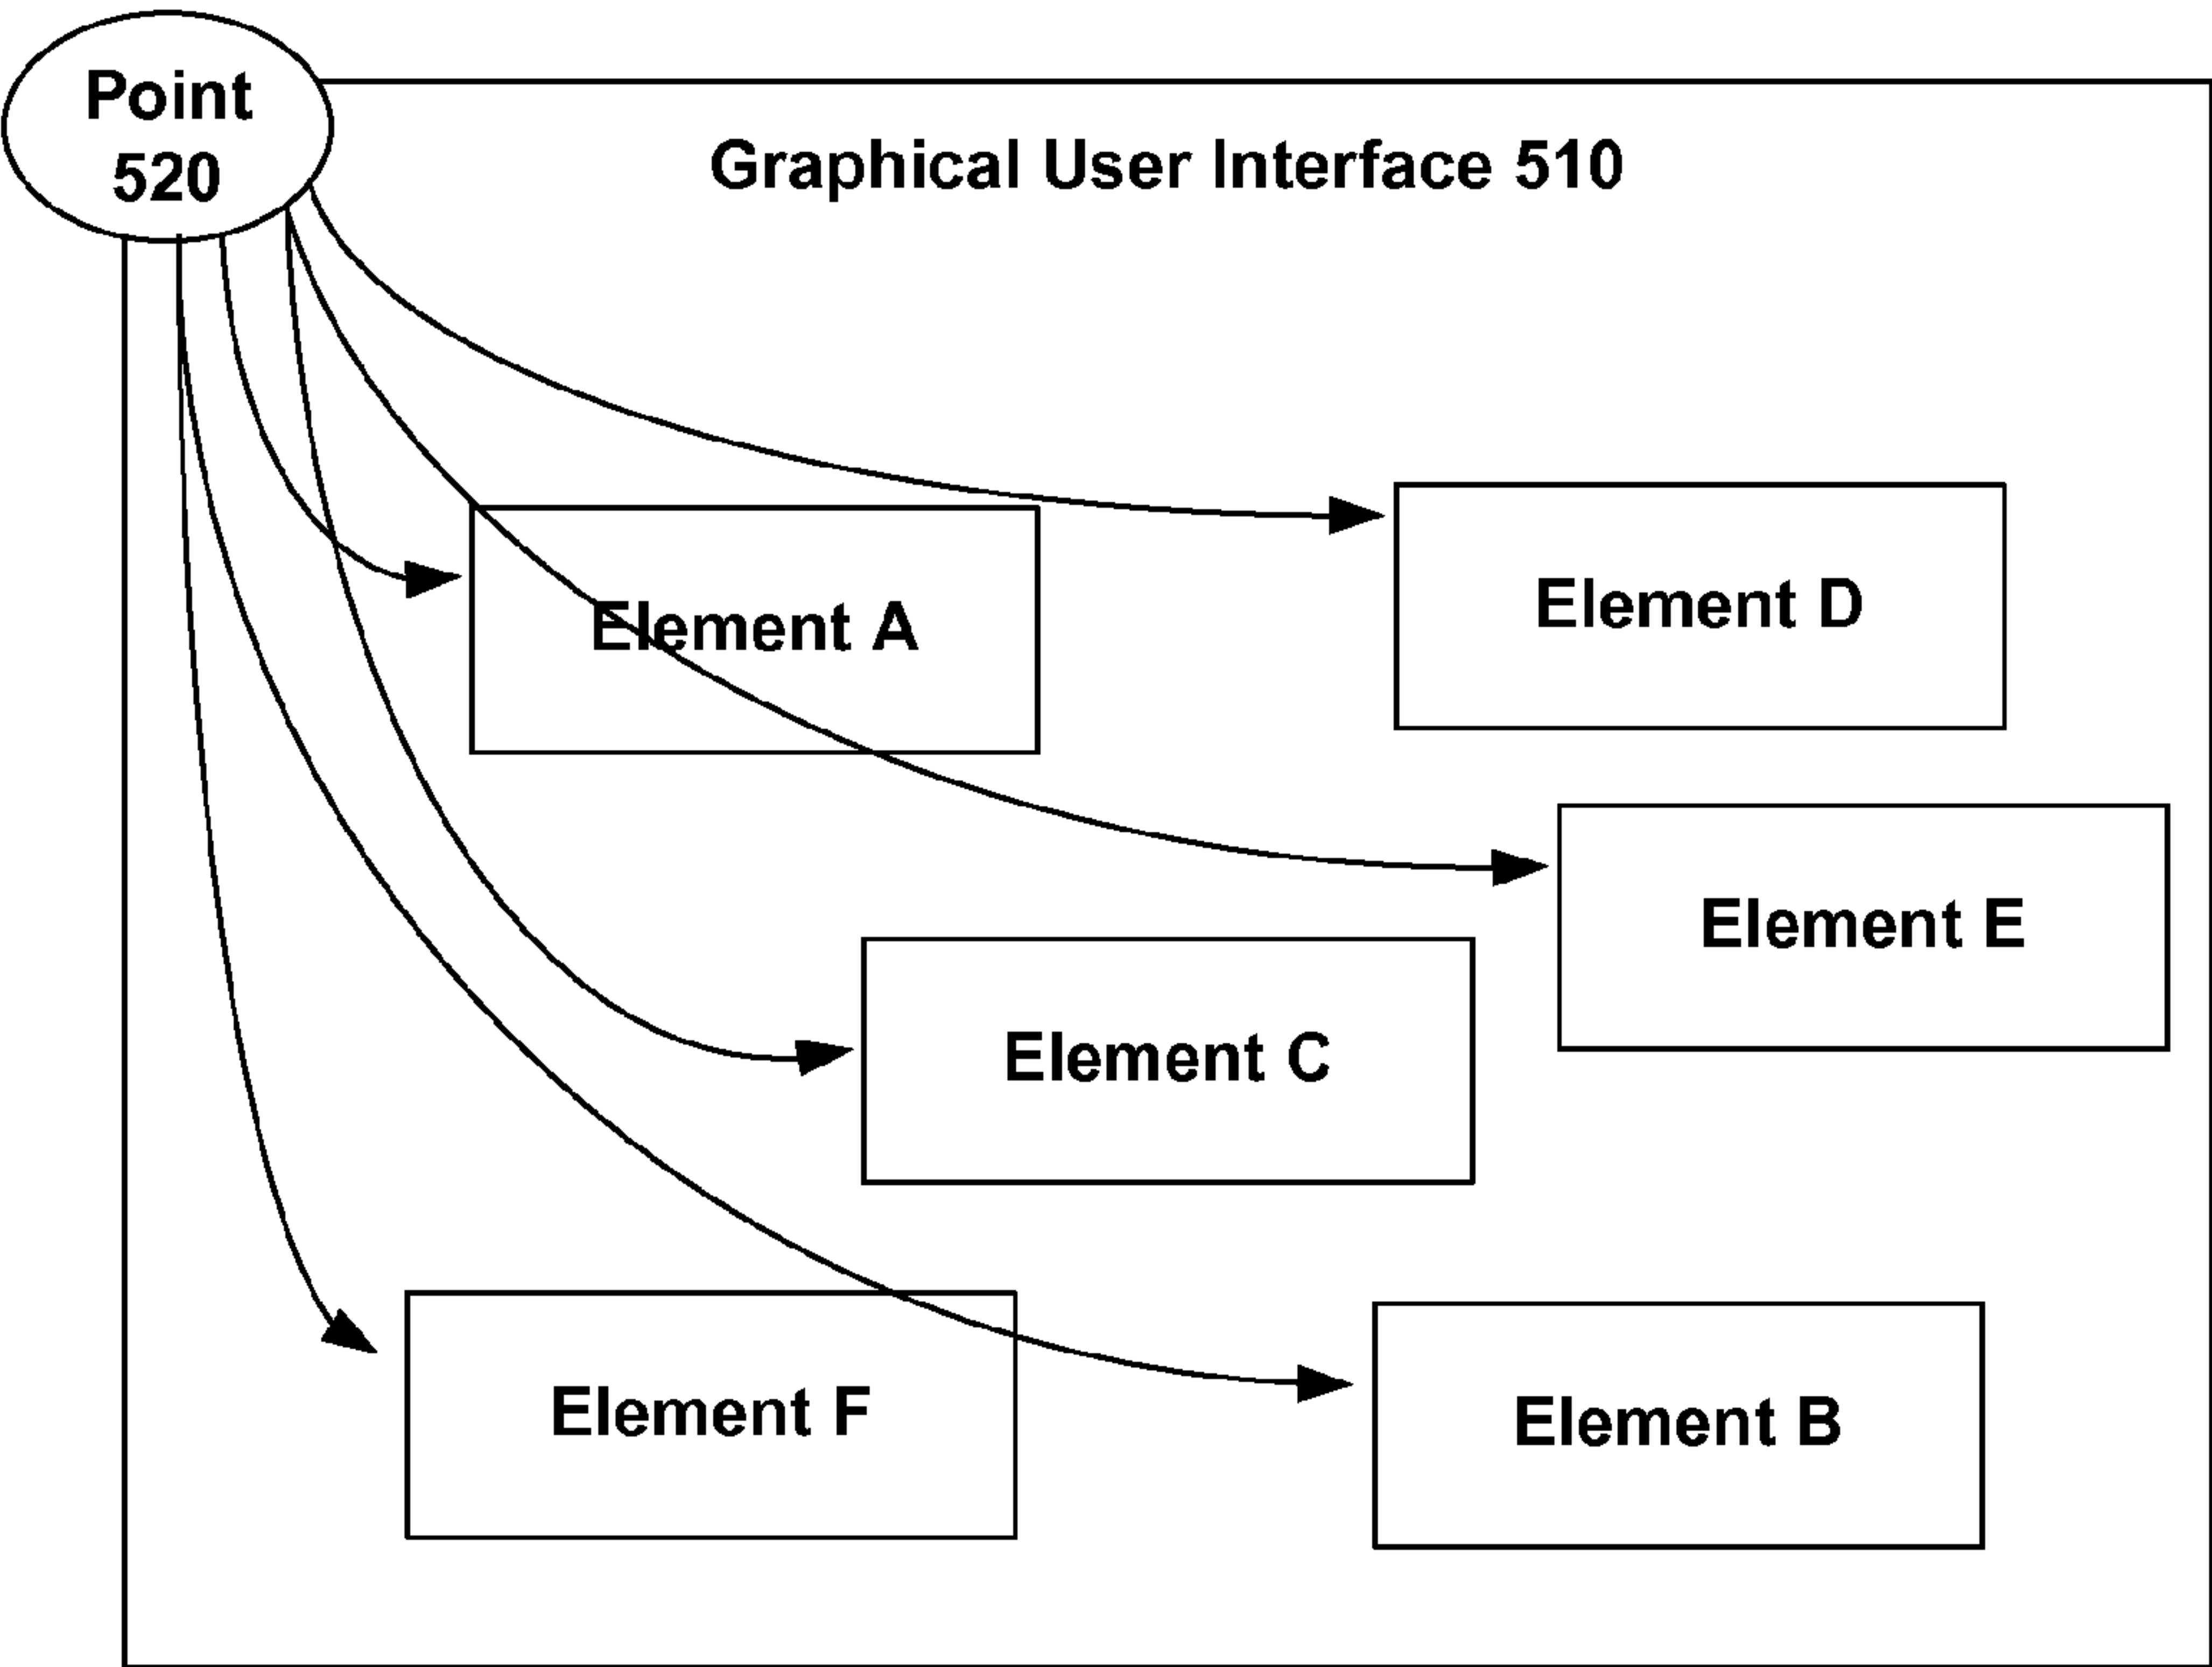 Point
520
Graphical User Interface 510
Element A
Element D
Element E
Element C
Element F
Element B